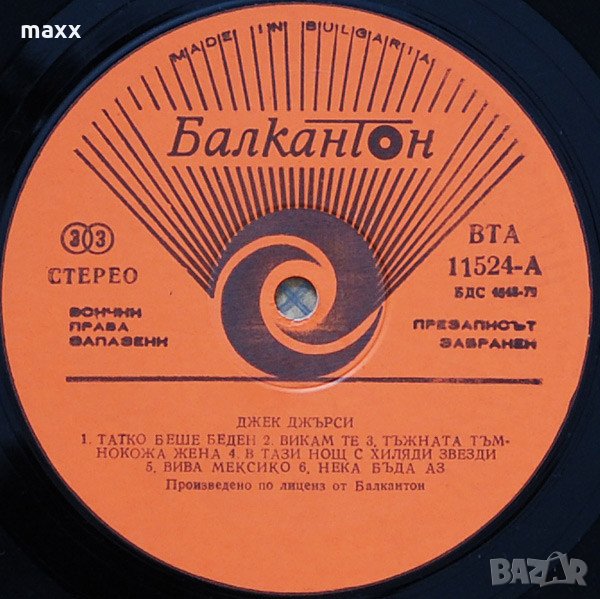 maxx
MADE IN BULGARIA
Балкантон
33
СТЕРЕО
ВТА
11524-А
БДС 4648-79
ВСИЧКИ
ПРАВА
ЗАПАЗЕНИ
ПРЕЗАПИСЪТ
ЗАБРАНЕН
ДЖЕК ДЖЪРСИ
1. ТАТКО БЕШЕ БЕДЕН 2. ВИКАМ ТЕ 3. ТЪЖНАТА ТЪМ-
НОКОЖА ЖЕНА 4. В ТАЗИ НОЩ С ХИЛЯДИ ЗВЕЗДИ
5. ВИВА МЕКСИКО 6. НЕКА БЪДА АЗ
Произведено по лиценз от Балкантон
BAZAR